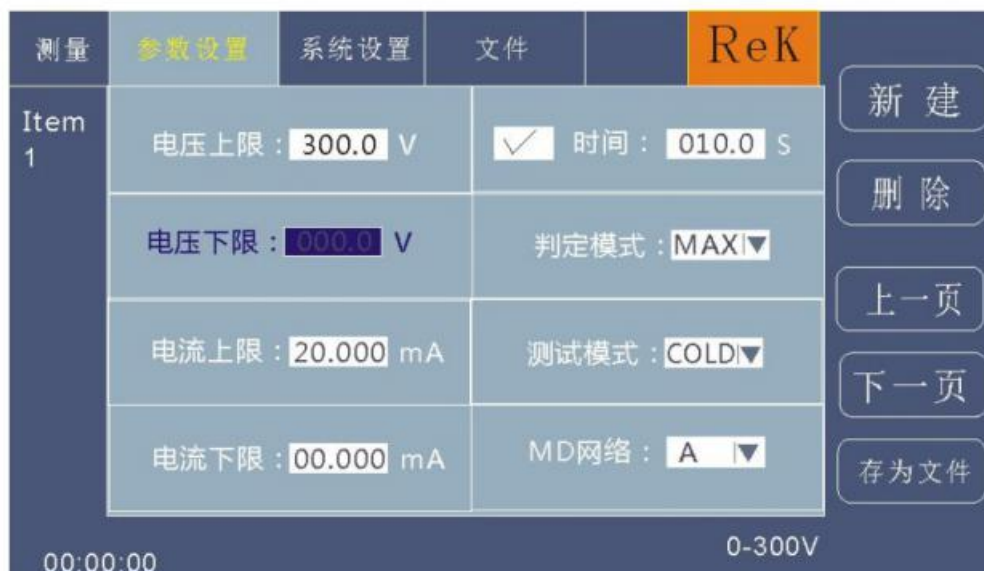 测量 参数设置 系统设置 文件 ReK
Item
1
电压上限：300.0 V
时间：010.0 S
电压下限：000.0 V
判定模式：MAX
电流上限：20.000 mA
测试模式：COLD
电流下限：00.000 mA
MD网络：A
新建
删除
上一页
下一页
存为文件
00:00:00
0-300V